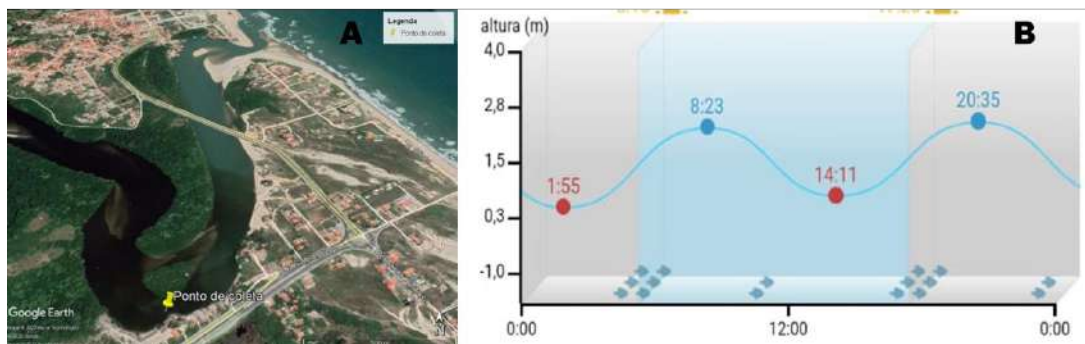 A
Legenda
Ponto de coleta
Ponto de coleta
Google Earth
N
altura (m)
B
4,0
2,8
1,5
0,3
-1,0
1:55
8:23
14:11
20:35
0:00
12:00
0:00